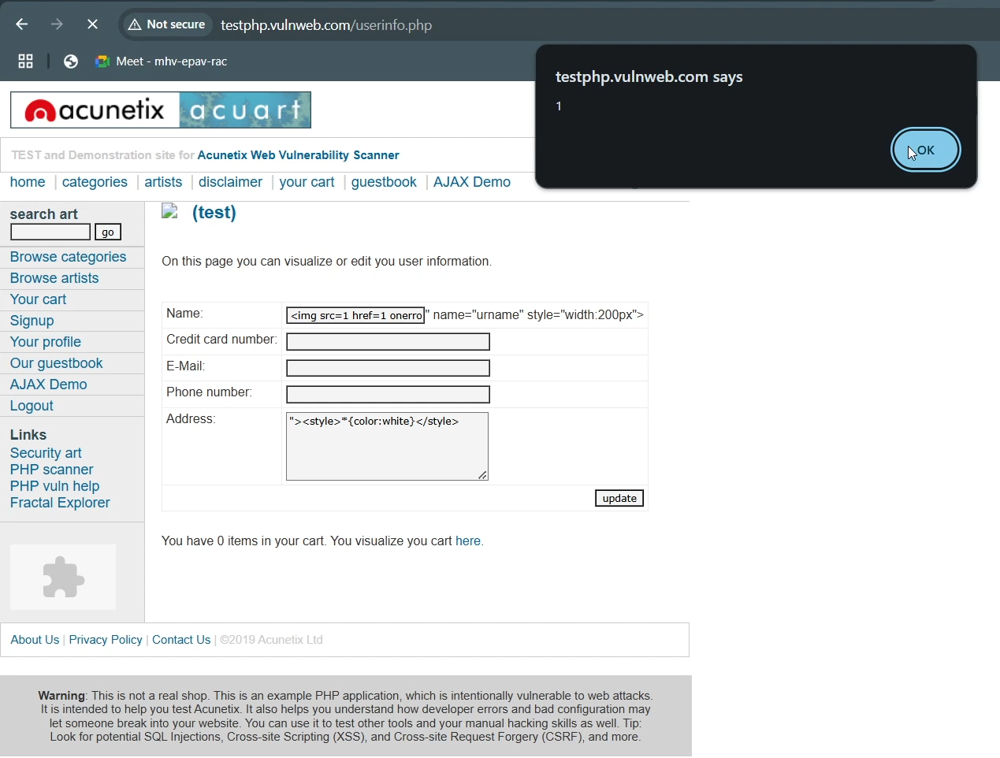 Not secure testphp.vulnweb.com/userinfo.php
Meet - mhv-epav-rac
testphp.vulnweb.com says
1
OK
acunetix acuart
TEST and Demonstration site for Acunetix Web Vulnerability Scanner
home | categories | artists | disclaimer | your cart | guestbook | AJAX Demo
search art
go
Browse categories
Browse artists
Your cart
Signup
Your profile
Our guestbook
AJAX Demo
Logout
Links
Security art
PHP scanner
PHP vuln help
Fractal Explorer
(test)
On this page you can visualize or edit you user information.
Name: <img src=1 href=1 onerro " name="urname" style="width:200px">
Credit card number:
E-Mail:
Phone number:
Address: "><style>*{color:white}</style>
update
You have 0 items in your cart. You visualize you cart here.
About Us | Privacy Policy | Contact Us | ©2019 Acunetix Ltd
Warning: This is not a real shop. This is an example PHP application, which is intentionally vulnerable to web attacks.
It is intended to help you test Acunetix. It also helps you understand how developer errors and bad configuration may
let someone break into your website. You can use it to test other tools and your manual hacking skills as well. Tip:
Look for potential SQL Injections, Cross-site Scripting (XSS), and Cross-site Request Forgery (CSRF), and more.